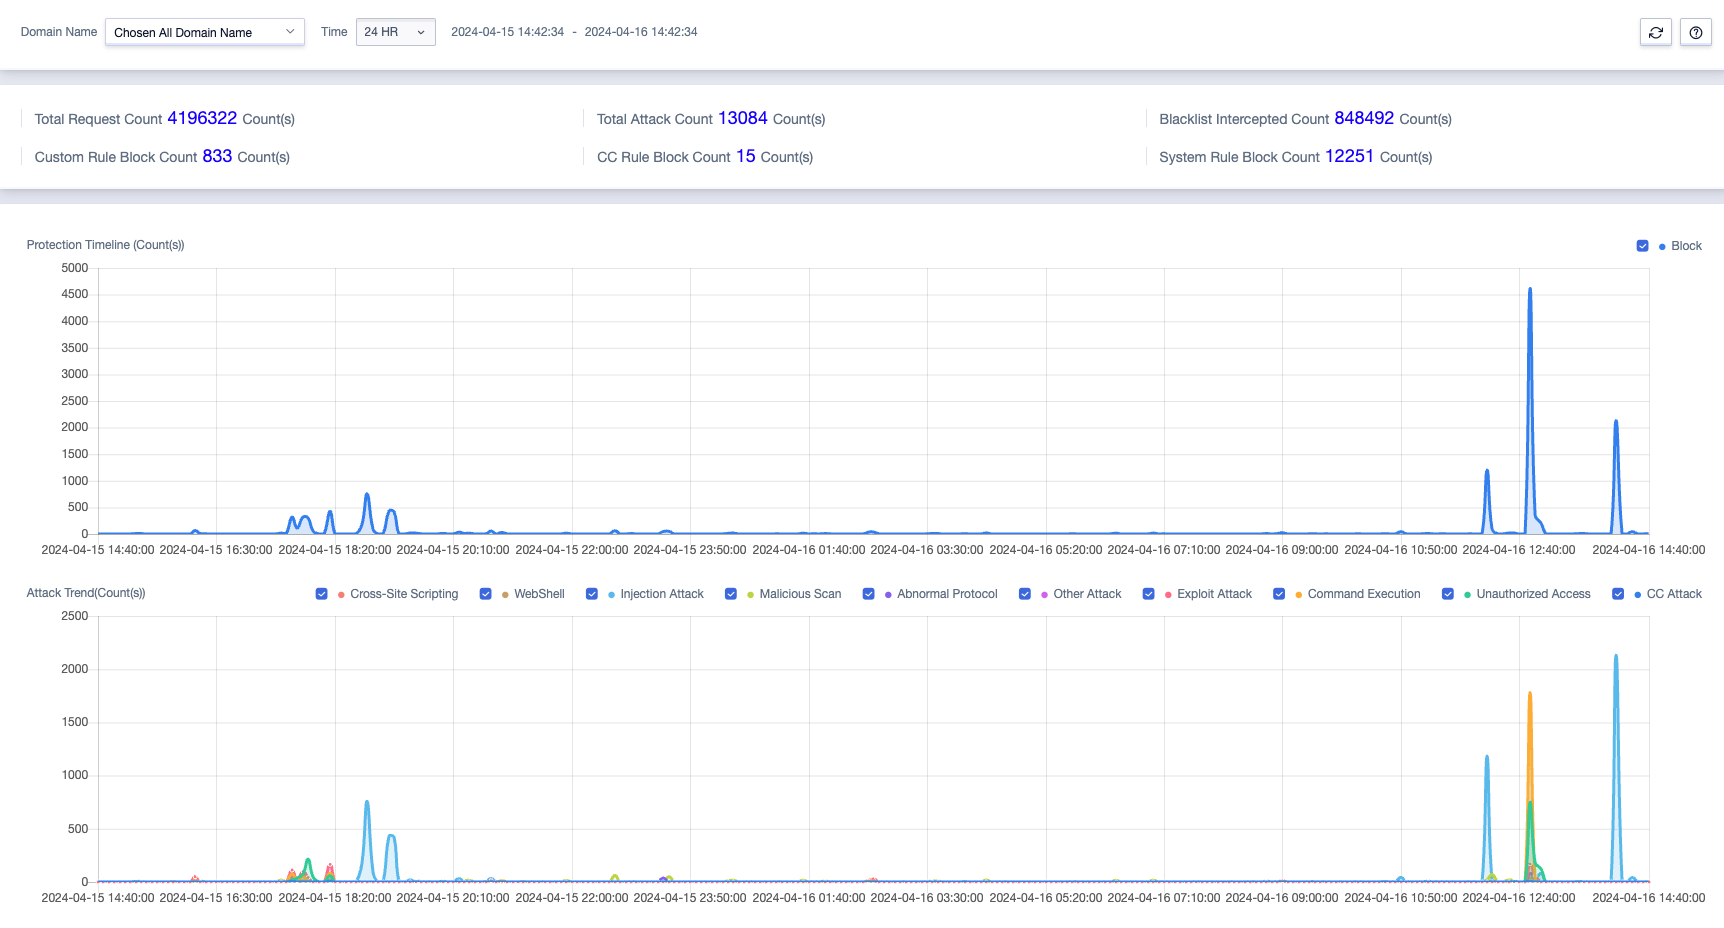 Domain Name Chosen All Domain Name Time 24 HR 2024-04-15 14:42:34 - 2024-04-16 14:42:34
Total Request Count 4196322 Count(s) Total Attack Count 13084 Count(s) Blacklist Intercepted Count 848492 Count(s)
Custom Rule Block Count 833 Count(s) CC Rule Block Count 15 Count(s) System Rule Block Count 12251 Count(s)
Protection Timeline (Count(s)) Block
5000
4500
4000
3500
3000
2500
2000
1500
1000
500
0
2024-04-15 14:40:00 2024-04-15 16:30:00 2024-04-15 18:20:00 2024-04-15 20:10:00 2024-04-15 22:00:00 2024-04-15 23:50:00 2024-04-16 01:40:00 2024-04-16 03:30:00 2024-04-16 05:20:00 2024-04-16 07:10:00 2024-04-16 09:00:00 2024-04-16 10:50:00 2024-04-16 12:40:00 2024-04-16 14:40:00
Attack Trend(Count(s)) Cross-Site Scripting WebShell Injection Attack Malicious Scan Abnormal Protocol Other Attack Exploit Attack Command Execution Unauthorized Access CC Attack
2500
2000
1500
1000
500
0
2024-04-15 14:40:00 2024-04-15 16:30:00 2024-04-15 18:20:00 2024-04-15 20:10:00 2024-04-15 22:00:00 2024-04-15 23:50:00 2024-04-16 01:40:00 2024-04-16 03:30:00 2024-04-16 05:20:00 2024-04-16 07:10:00 2024-04-16 09:00:00 2024-04-16 10:50:00 2024-04-16 12:40:00 2024-04-16 14:40:00